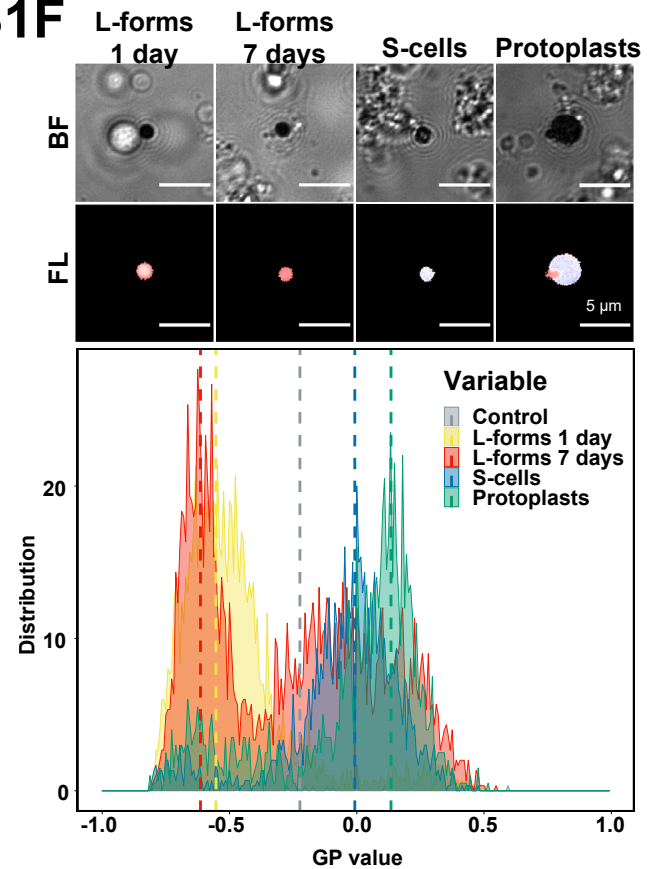 1F
L-forms
1 day
L-forms
7 days
S-cells
Protoplasts
BF
FL
5 µm
Variable
Control
L-forms 1 day
L-forms 7 days
S-cells
Protoplasts
Distribution
20
10
0
-1.0
-0.5
0.0
0.5
1.0
GP value